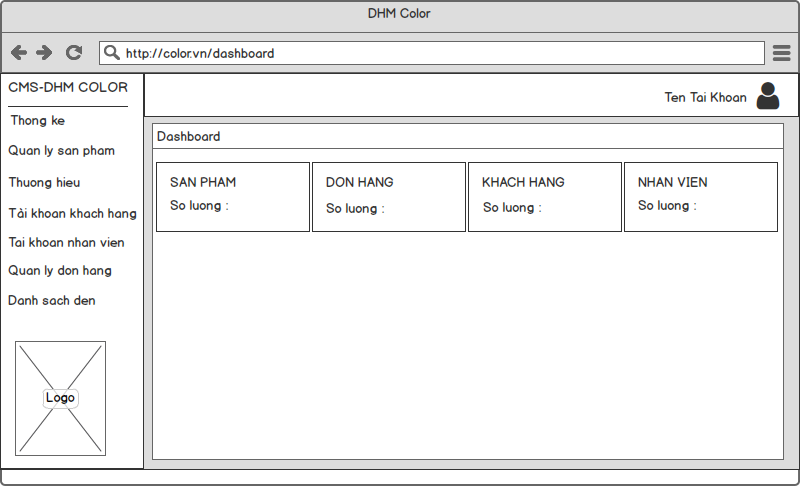 DHM Color
http://color.vn/dashboard
CMS-DHM COLOR
Thong ke
Quan ly san pham
Thuong hieu
Tài khoan khach hang
Tai khoan nhan vien
Quan ly don hang
Danh sach den
Logo
Ten Tai Khoan
Dashboard
SAN PHAM
So luong :
DON HANG
So luong :
KHACH HANG
So luong :
NHAN VIEN
So luong :